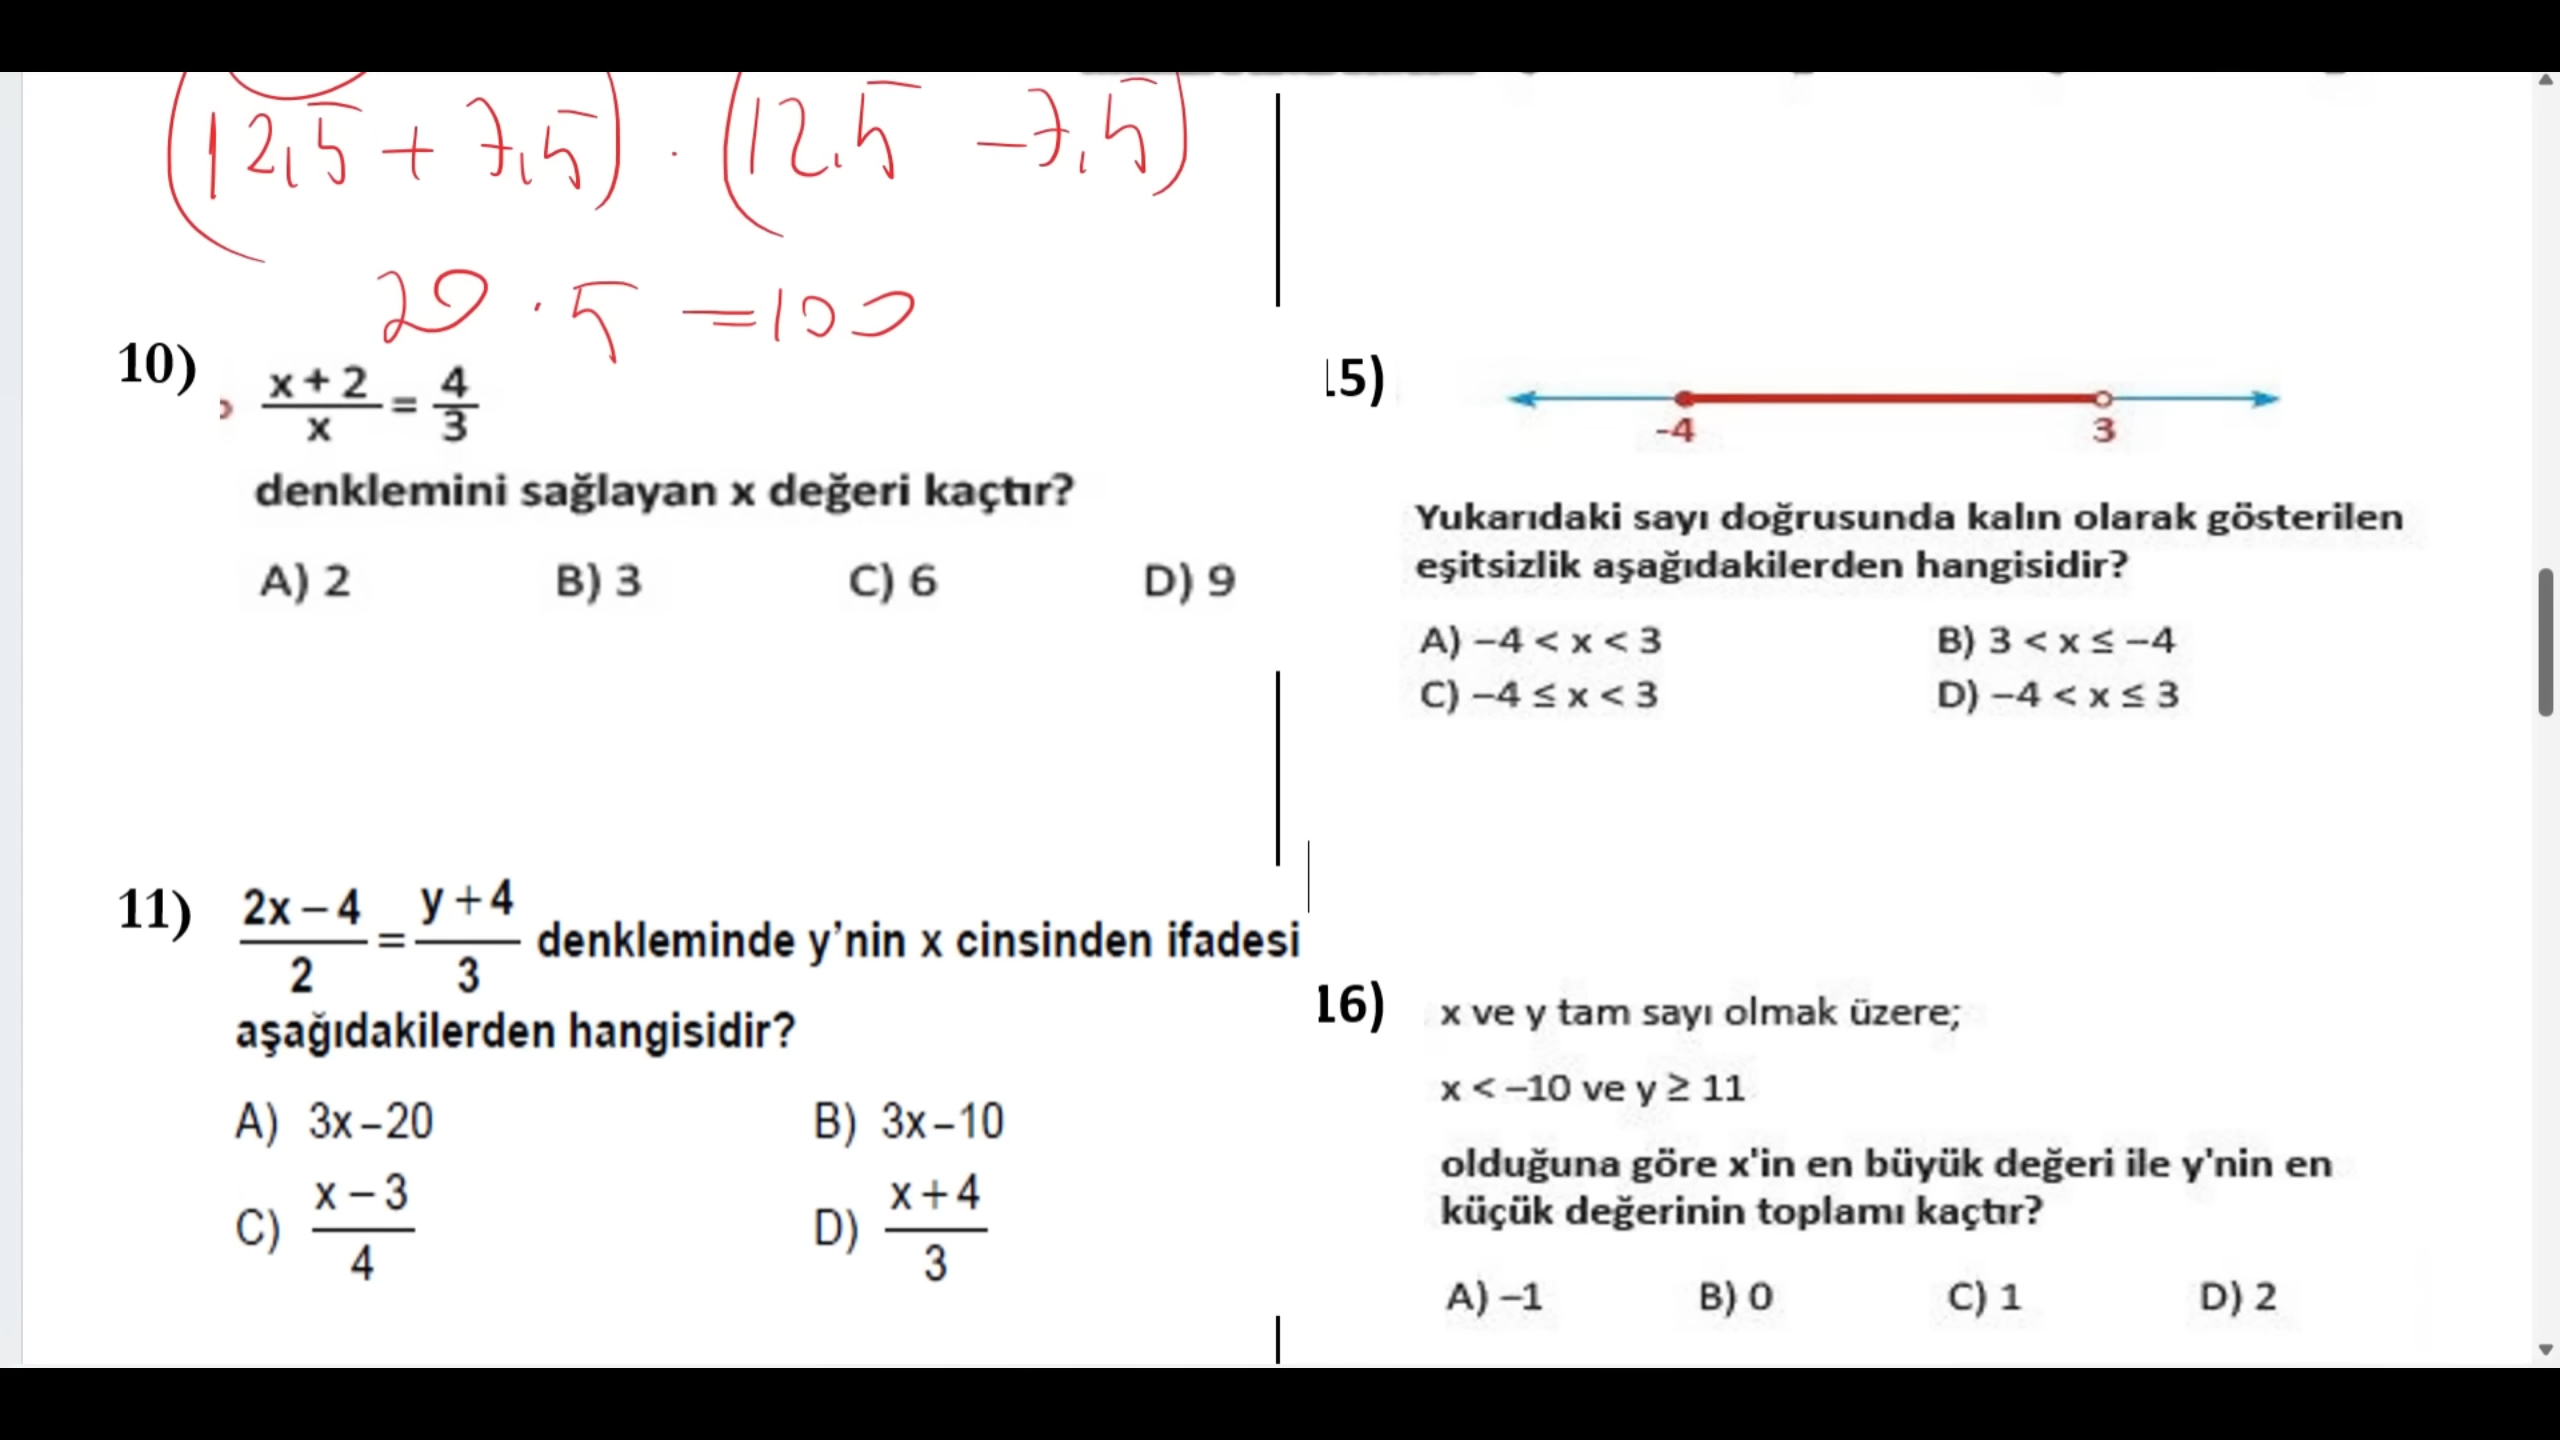 (12,5 + 7,5) . (12,5 - 7,5)
20 . 5 = 100
10)
x + 2 / x = 4 / 3
denklemini sağlayan x değeri kaçtır?
A) 2 B) 3 C) 6 D) 9
11) 2x – 4 / 2 = y + 4 / 3 denkleminde y’nin x cinsinden ifadesi
aşağıdakilerden hangisidir?
A) 3x–20 B) 3x–10
C) x – 3 / 4 D) x + 4 / 3
15)
-4 3
Yukarıdaki sayı doğrusunda kalın olarak gösterilen
eşitsizlik aşağıdakilerden hangisidir?
A) –4 < x < 3 B) 3 < x ≤ –4
C) –4 ≤ x < 3 D) –4 < x ≤ 3
16) x ve y tam sayı olmak üzere;
x < –10 ve y ≥ 11
olduğuna göre x'in en büyük değeri ile y'nin en
küçük değerinin toplamı kaçtır?
A) –1 B) 0 C) 1 D) 2